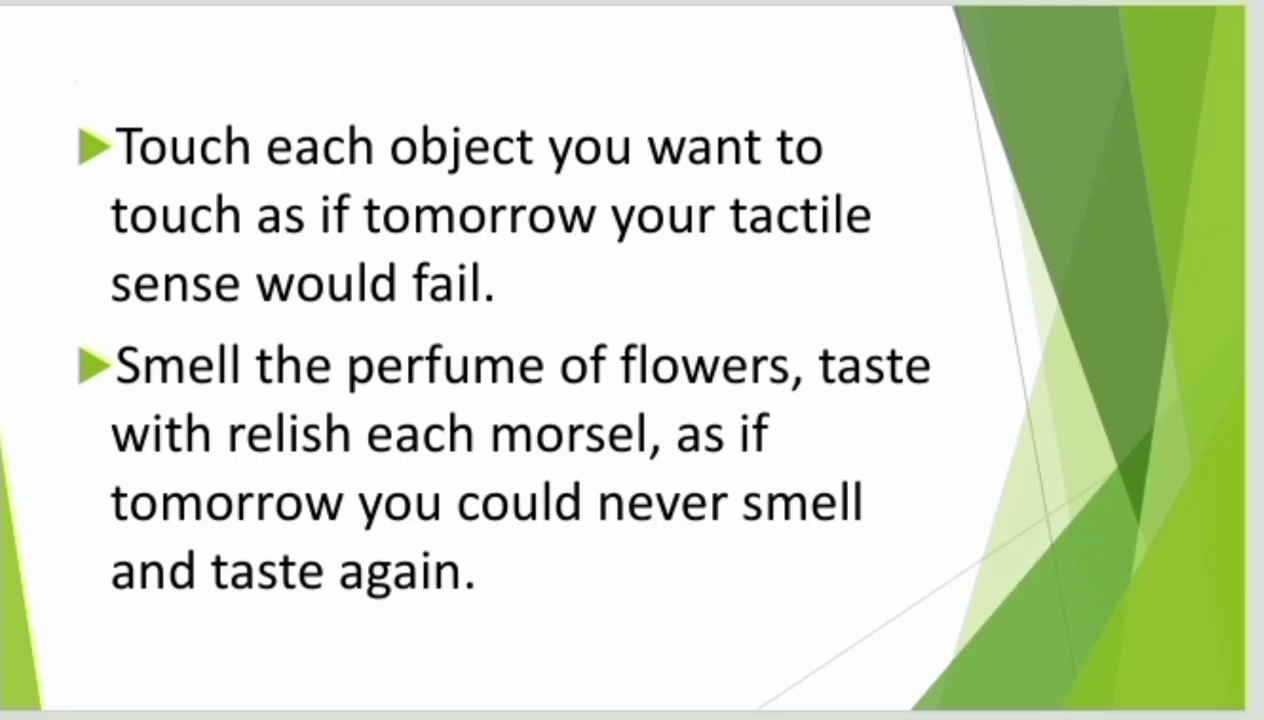 Touch each object you want to
touch as if tomorrow your tactile
sense would fail.
Smell the perfume of flowers, taste
with relish each morsel, as if
tomorrow you could never smell
and taste again.